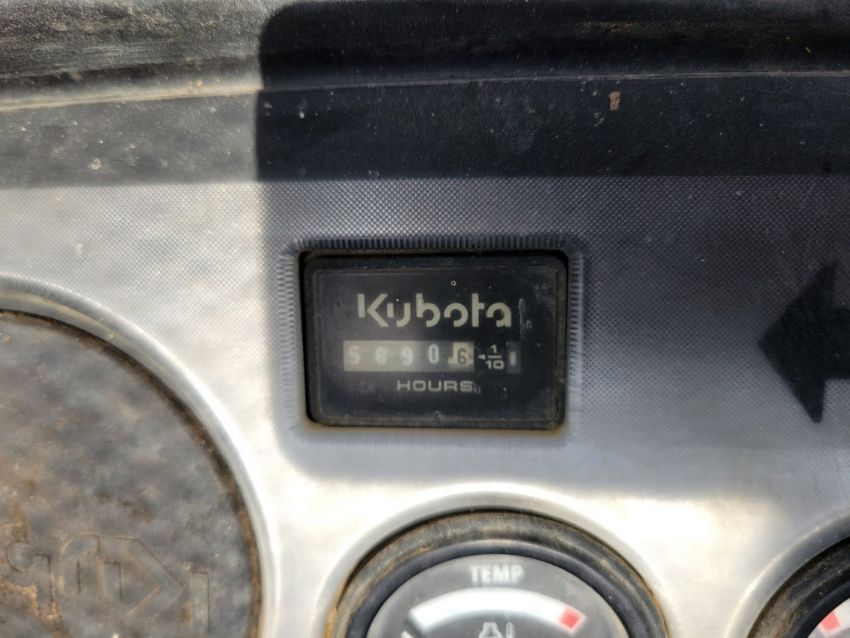 Kubota
5690.6 ◂1/10
HOURS
TEMP